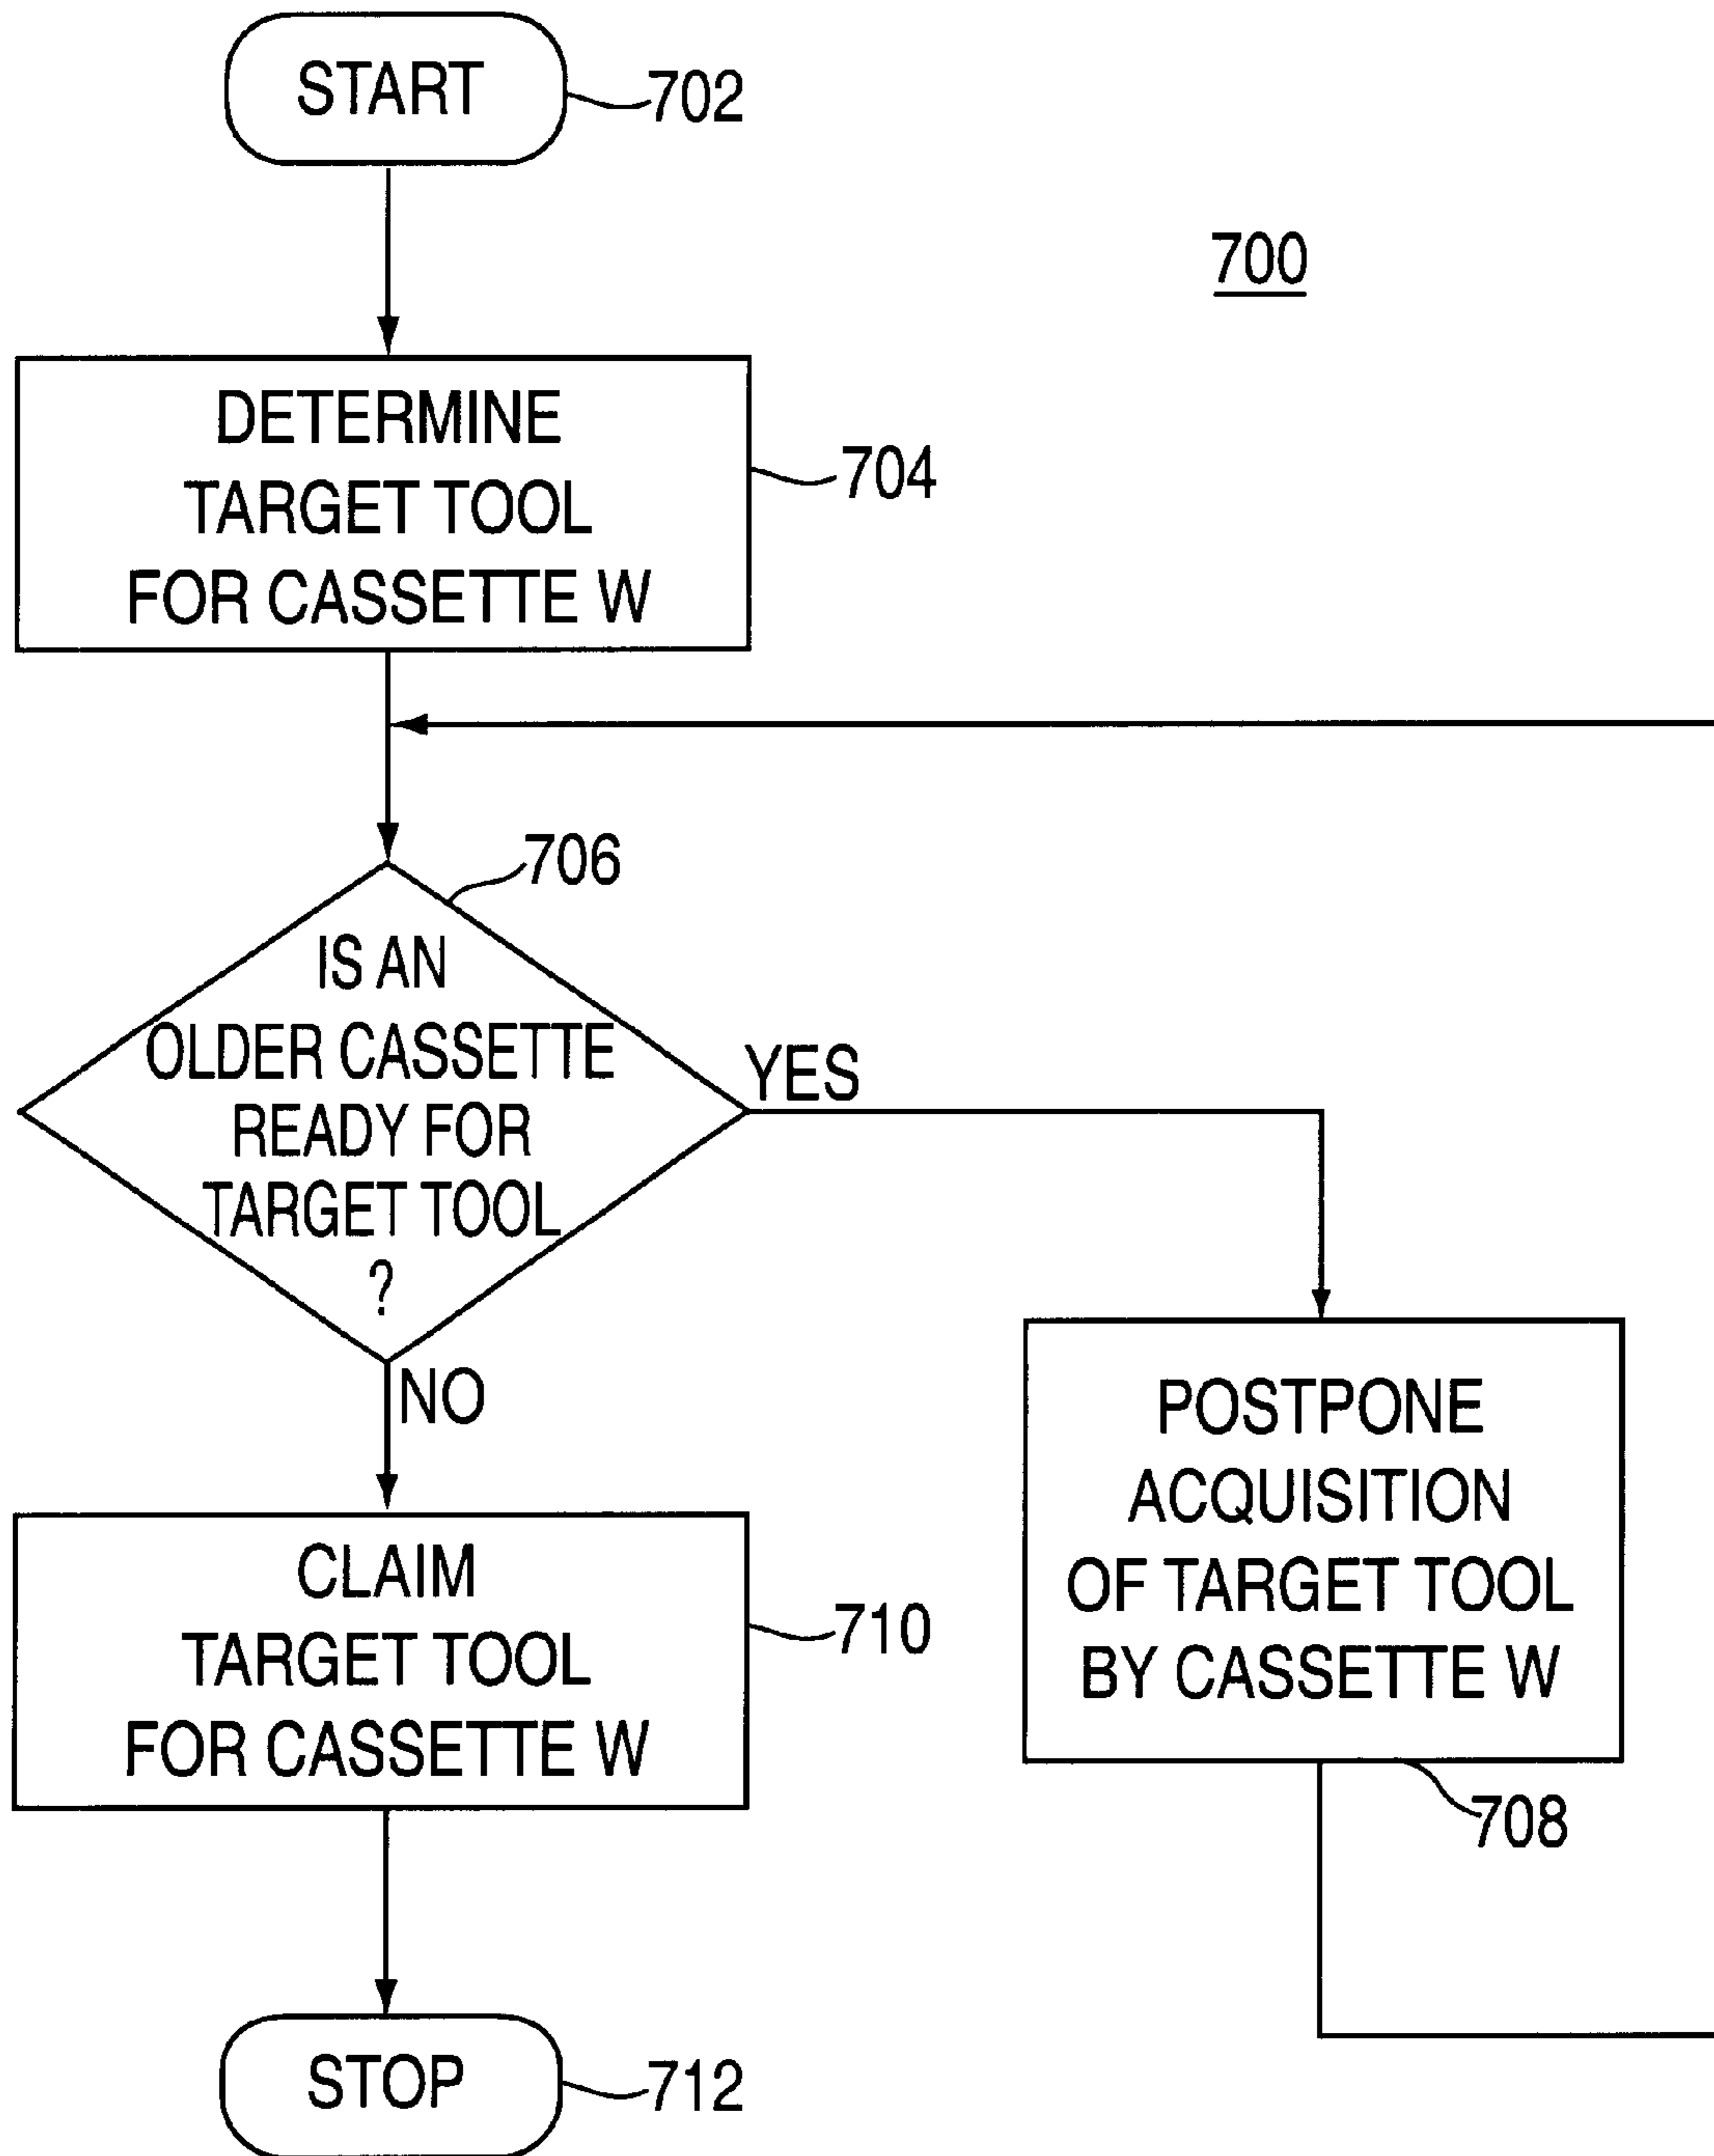 START
702
700
DETERMINE
TARGET TOOL
FOR CASSETTE W
704
706
IS AN
OLDER CASSETTE
READY FOR
TARGET TOOL
?
YES
NO
POSTPONE
ACQUISITION
OF TARGET TOOL
BY CASSETTE W
708
CLAIM
TARGET TOOL
FOR CASSETTE W
710
STOP
712